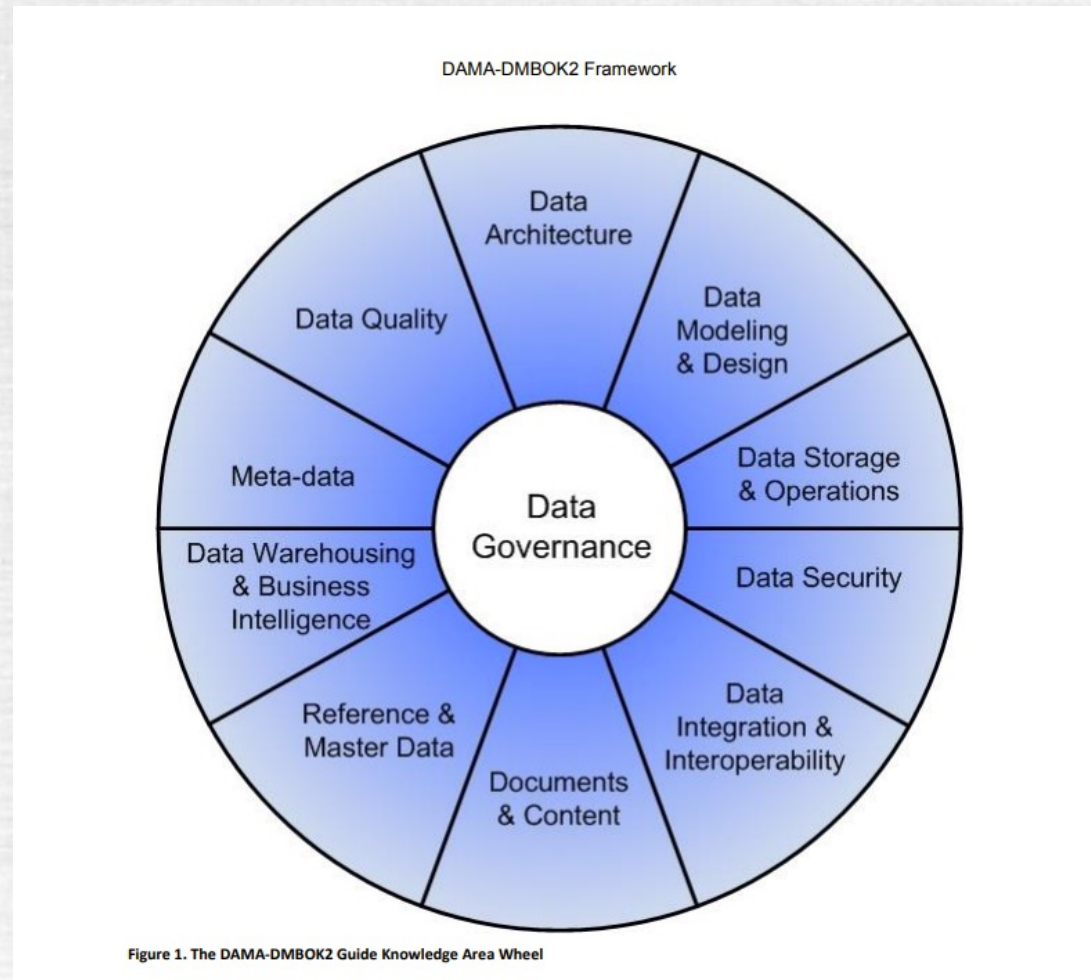 DAMA-DMBOK2 Framework
Data
Architecture
Data
Modeling
& Design
Data Storage
& Operations
Data Security
Data
Integration &
Interoperability
Documents
& Content
Reference &
Master Data
Data Warehousing
& Business
Intelligence
Meta-data
Data Quality
Data
Governance
Figure 1. The DAMA-DMBOK2 Guide Knowledge Area Wheel